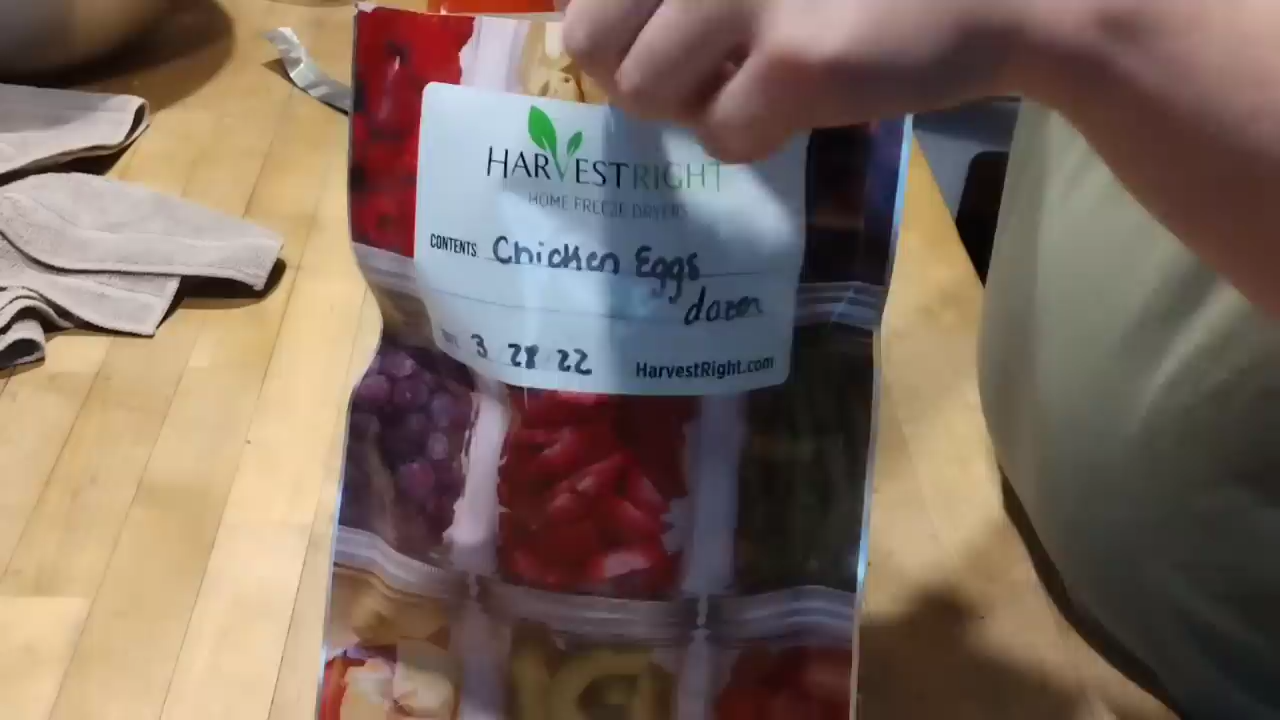 HARVESTRIGHT
HOME FREEZE DRYERS
CONTENTS: Chicken Eggs
dozen
3 28 22
HarvestRight.com